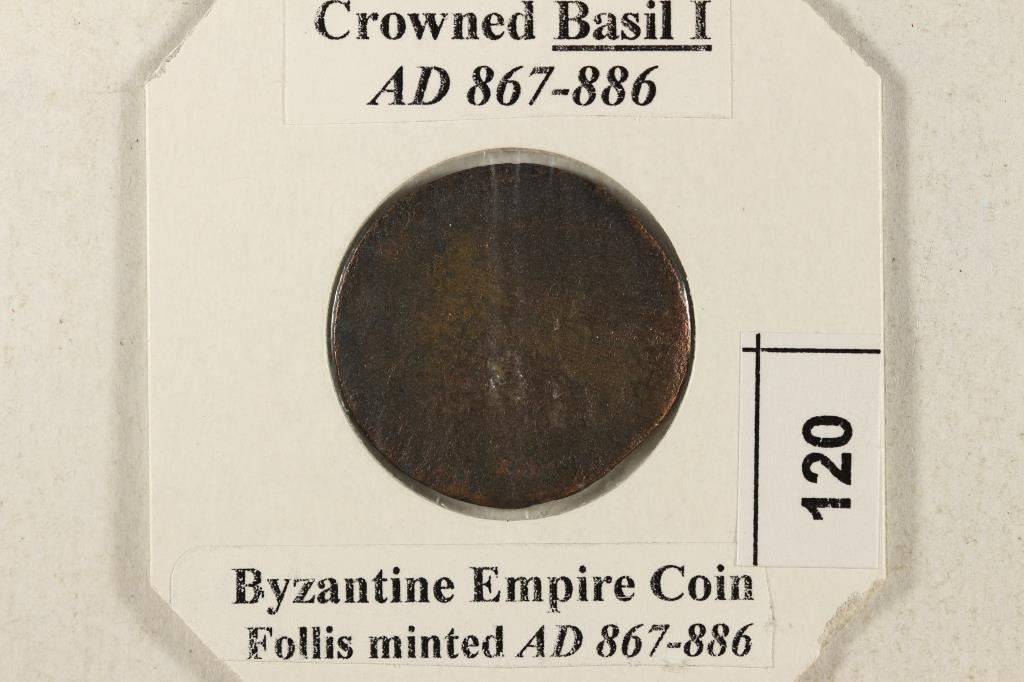 Crowned Basil I
AD 867-886
120
Byzantine Empire Coin
Follis minted AD 867-886